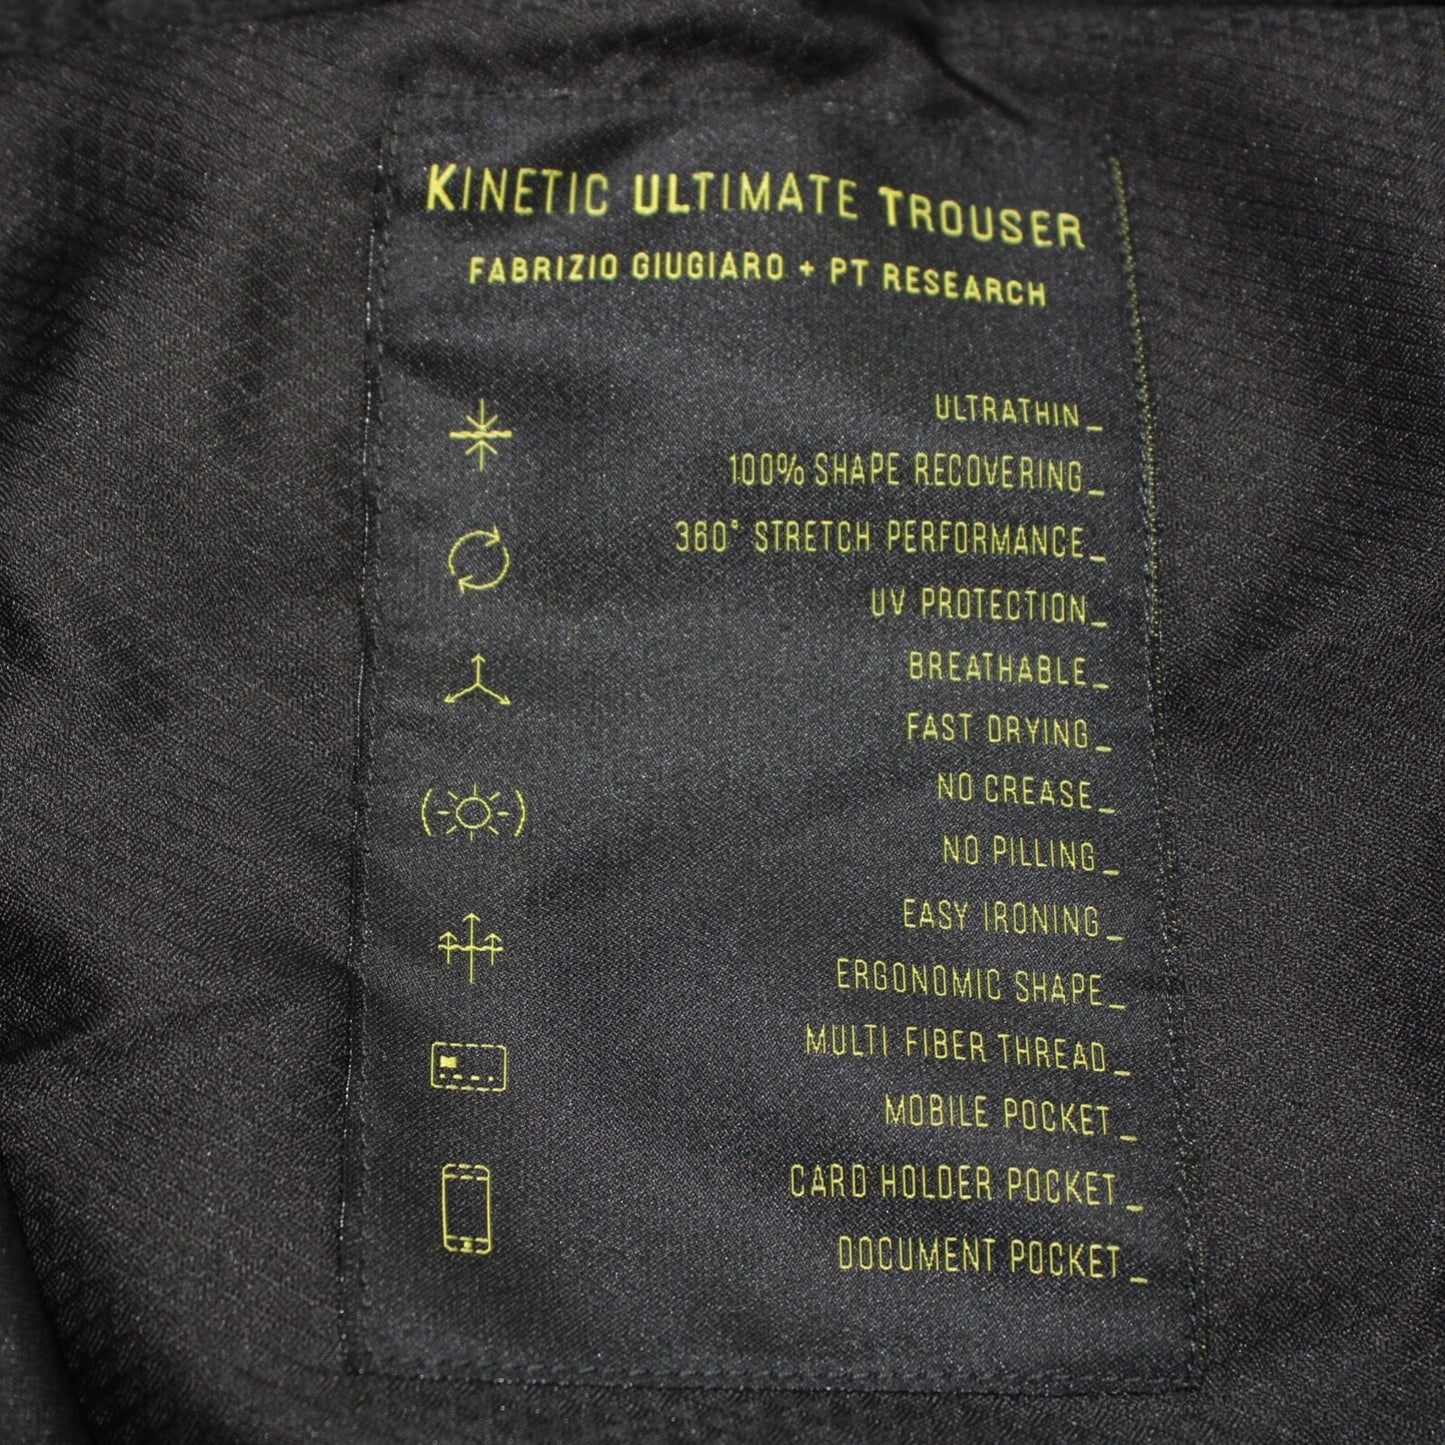 KINETIC ULTIMATE TROUSER
FABRIZIO GIUGIARO + PT RESEARCH
ULTRATHIN_
100% SHAPE RECOVERING_
360° STRETCH PERFORMANCE_
UV PROTECTION_
BREATHABLE_
FAST DRYING_
NO CREASE_
NO PILLING_
EASY IRONING_
ERGONOMIC SHAPE_
MULTI FIBER THREAD_
MOBILE POCKET_
CARD HOLDER POCKET_
DOCUMENT POCKET_